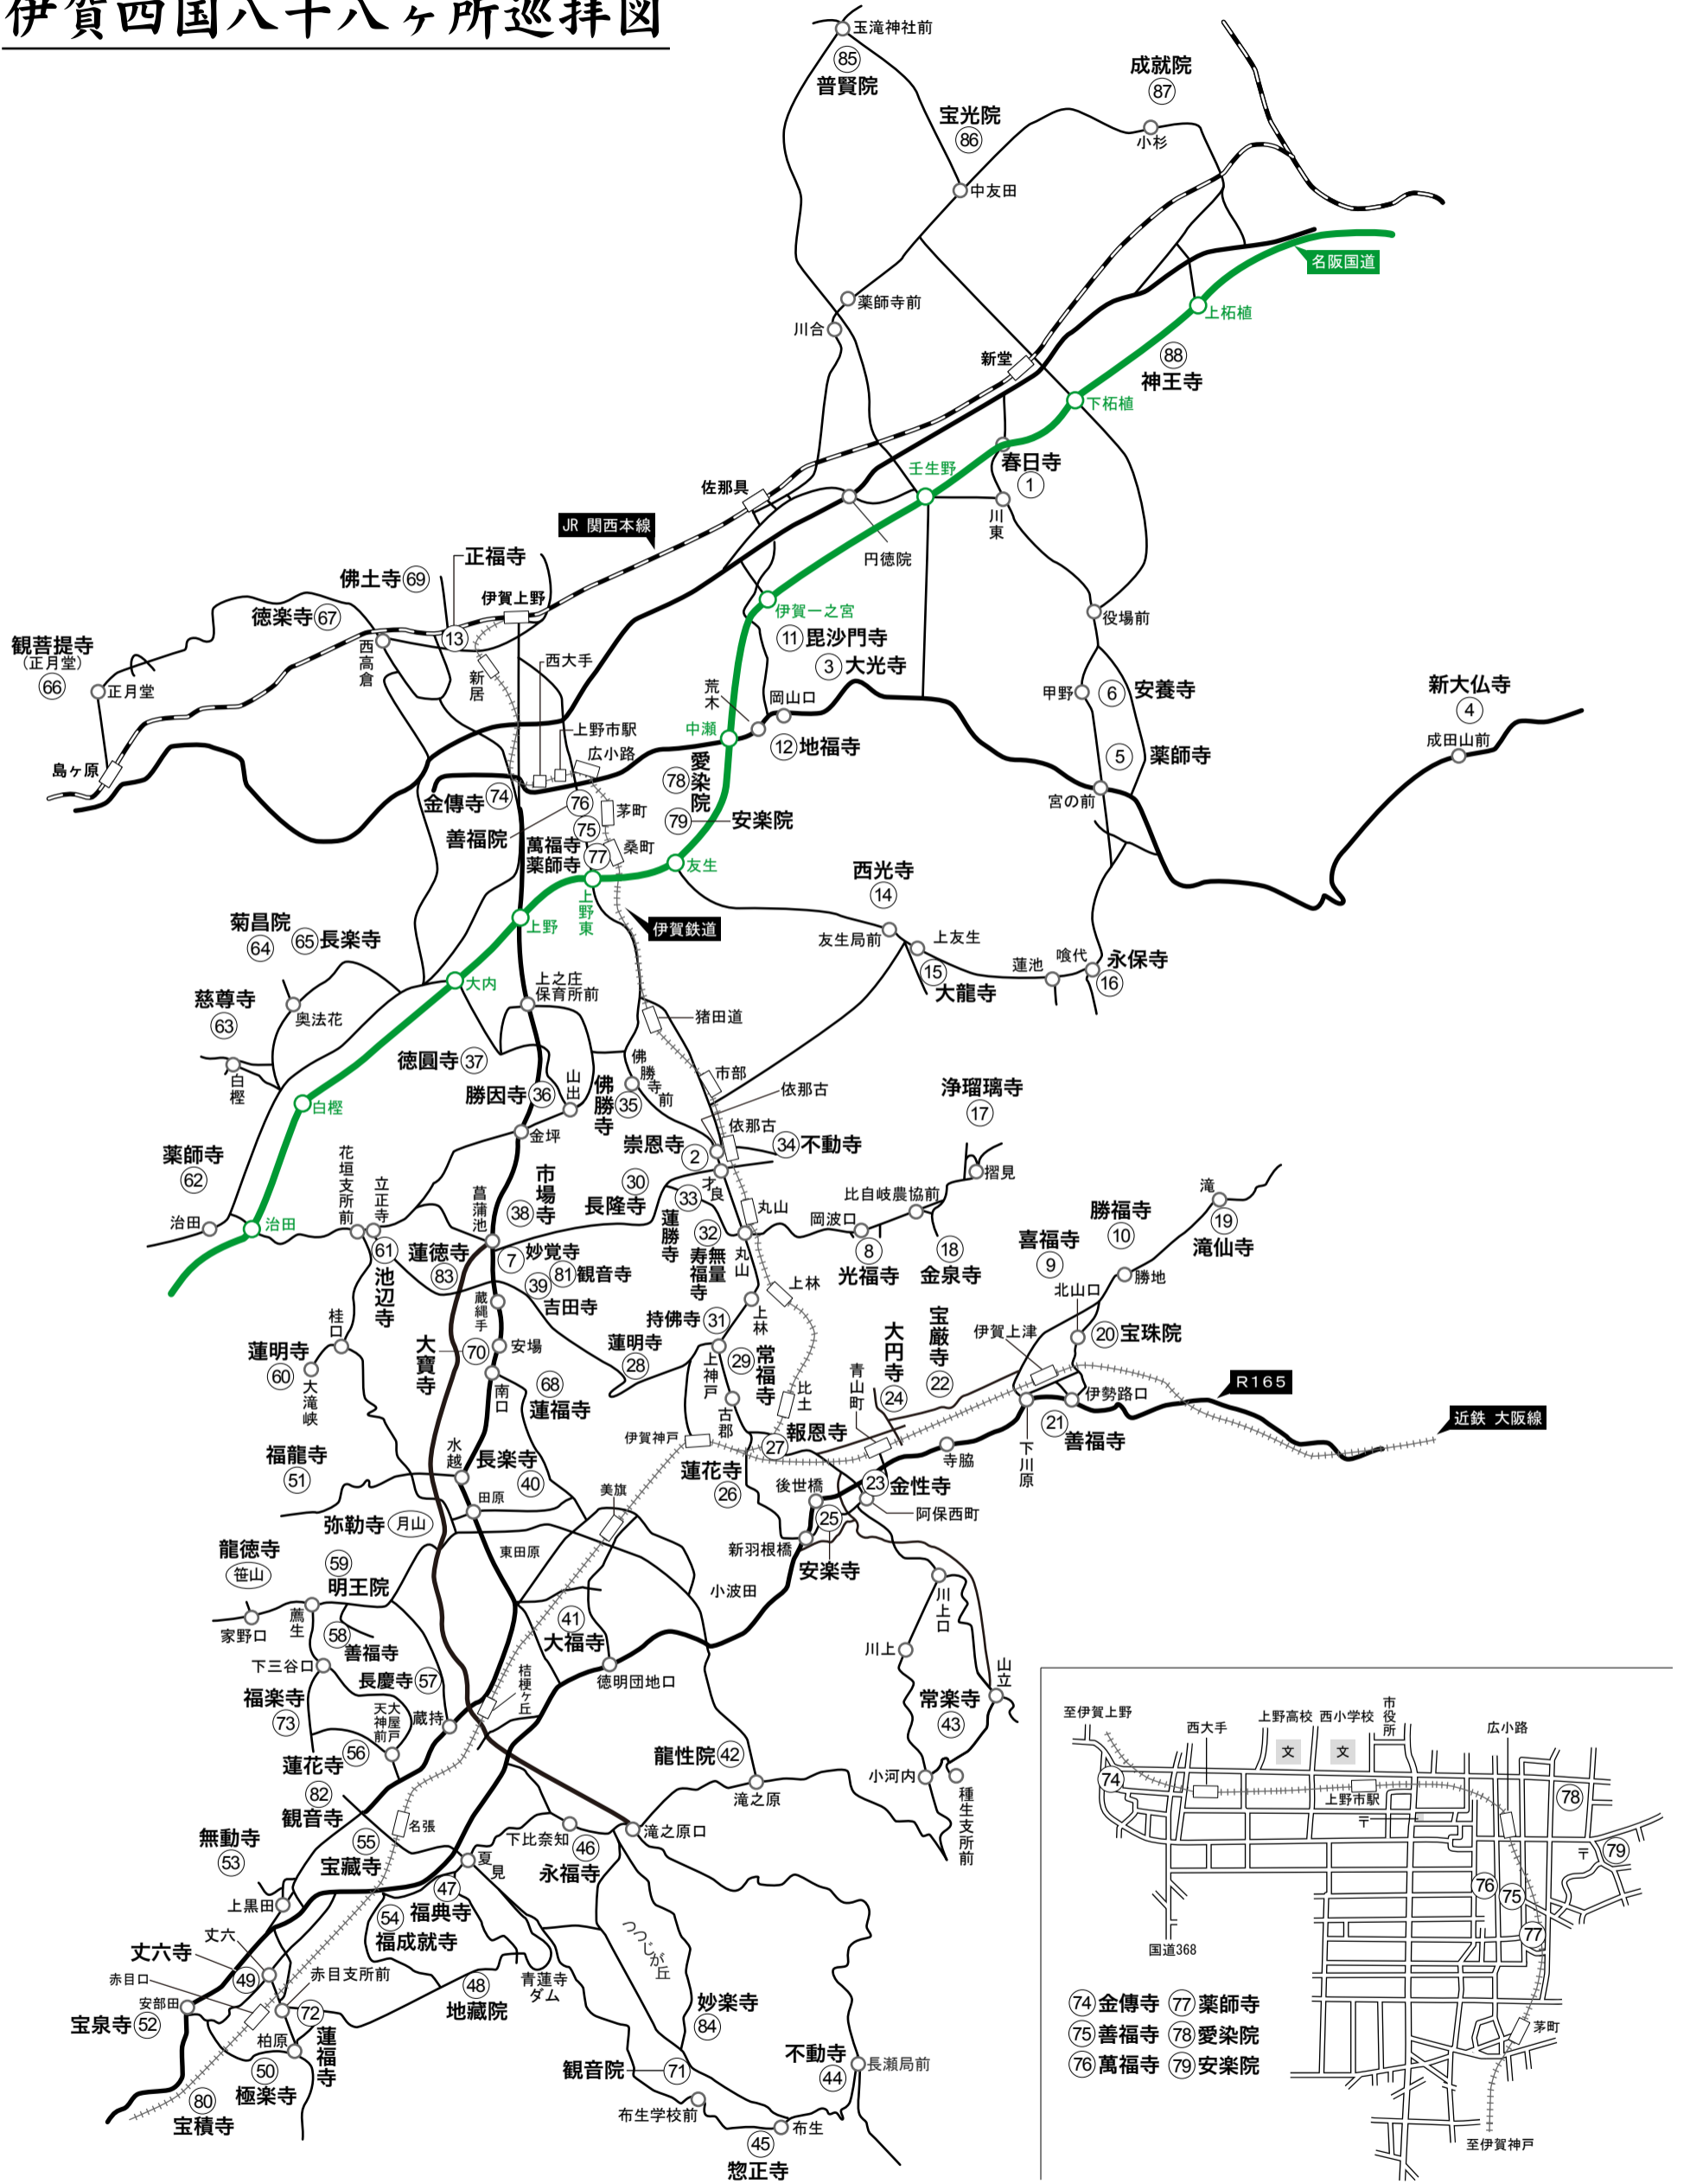 伊賀四国八十八ヶ所巡拝図
玉滝神社前
85
普賢院
成就院
87
宝光院
86
小杉
中友田
名阪国道
薬師寺前
川合
上柘植
新堂
88
神王寺
下柘植
壬生野
春日寺
1
佐那具
川東
JR 関西本線
円徳院
正福寺
佛土寺 69
伊賀上野
徳楽寺 67
13
伊賀一之宮
役場前
観菩提寺
(正月堂)
66
正月堂
西高倉
新居
西大手
11 毘沙門寺
3 大光寺
荒木
岡山口
甲野
6 安養寺
新大仏寺
4
成田山前
上野市駅
広小路
中瀬
12 地福寺
島ヶ原
愛染院
78
5 薬師寺
宮の前
金傳寺 74
76
茅町
79 安楽院
善福院
75
萬福寺
薬師寺 77
桑町
友生
上野東
西光寺
14
伊賀鉄道
上野
友生局前
上友生
菊昌院
64
65 長楽寺
15
大龍寺
蓮池
喰代
永保寺
16
大内
上之庄
保育所前
慈尊寺
63
奥法花
猪田道
徳圓寺 37
佛勝寺前
市部
白樫
勝因寺 36
山出
佛勝寺
35
依那古
依那古
浄瑠璃寺
17
白樫
金坪
崇恩寺
2
34 不動寺
薬師寺
62
花垣支所前
立正寺
菖蒲池
市場寺
38
30
長隆寺
才良
摺見
33
蓮勝寺
丸山
比自岐農協前
滝
治田
治田
32
無量寿福寺
丸山
岡波口
勝福寺
10
19
滝仙寺
61
池辺寺
蓮徳寺
83
7
妙覚寺
81 観音寺
39
吉田寺
8
光福寺
18
金泉寺
喜福寺
9
上林
勝地
北山口
蔵縄手
上林
桂口
持佛寺 31
宝厳寺
22
伊賀上津
20 宝珠院
蓮明寺
60
大滝峡
大寶寺
70
安場
蓮明寺
28
上神戸
29
常福寺
大円寺
24
青山町
R165
南口
68
蓮福寺
比土
伊勢路口
古郡
21
善福寺
近鉄 大阪線
水越
伊賀神戸
27
報恩寺
下川原
福龍寺
51
長楽寺
40
蓮花寺
26
寺脇
後世橋
23 金性寺
田原
美旗
阿保西町
弥勒寺 月山
25
龍徳寺
笹山
59
明王院
東田原
新羽根橋
安楽寺
小波田
家野口
薦生
58
善福寺
41
大福寺
川上口
下三谷口
長慶寺 57
桔梗ヶ丘
徳明団地口
川上
山立
福楽寺
73
大屋戸天神前
蔵持
常楽寺
43
蓮花寺
56
龍性院 42
小河内
滝之原
種生支所前
82
観音寺
名張
無動寺
53
55
宝蔵寺
下比奈知
46
永福寺
滝之原口
夏見
上黒田
47
54 福典寺
福成就寺
つつじが丘
丈六
丈六寺
49
赤目口
赤目支所前
48
地蔵院
青蓮寺ダム
安部田
宝泉寺 52
72
蓮福寺
妙楽寺
84
柏原
50
極楽寺
観音院 71
不動寺
44
長瀬局前
80
宝積寺
布生学校前
布生
45
惣正寺
至伊賀上野
西大手
上野高校
西小学校
市役所
広小路
文
文
74
上野市駅
〒
78
〒
79
76
75
77
国道368
茅町
74 金傳寺 77 薬師寺
75 善福寺 78 愛染院
76 萬福寺 79 安楽院
至伊賀神戸